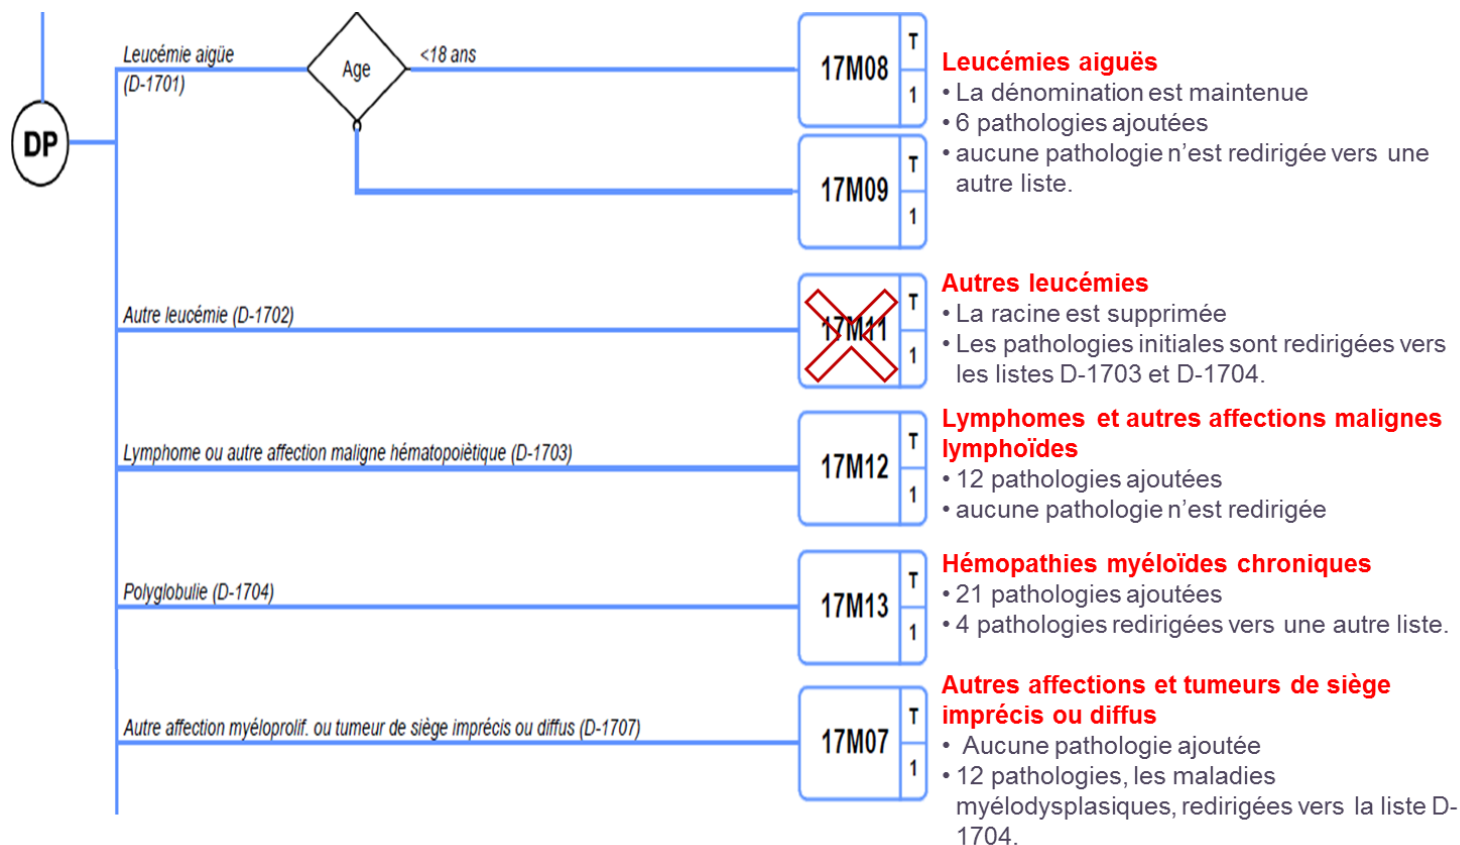 Leucémie aigüe
(D-1701)
Age
<18 ans
17M08
T
1
Leucémies aiguës
• La dénomination est maintenue
• 6 pathologies ajoutées
• aucune pathologie n’est redirigée vers une
autre liste.
DP
17M09
T
1
Autre leucémie (D-1702)
17M11
T
1
Autres leucémies
• La racine est supprimée
• Les pathologies initiales sont redirigées vers
les listes D-1703 et D-1704.
Lymphome ou autre affection maligne hématopoiètique (D-1703)
17M12
T
1
Lymphomes et autres affections malignes
lymphoïdes
• 12 pathologies ajoutées
• aucune pathologie n’est redirigée
Polyglobulie (D-1704)
17M13
T
1
Hémopathies myéloïdes chroniques
• 21 pathologies ajoutées
• 4 pathologies redirigées vers une autre liste.
Autre affection myéloprolif. ou tumeur de siège imprécis ou diffus (D-1707)
17M07
T
1
Autres affections et tumeurs de siège
imprécis ou diffus
• Aucune pathologie ajoutée
• 12 pathologies, les maladies
myélodysplasiques, redirigées vers la liste D-
1704.